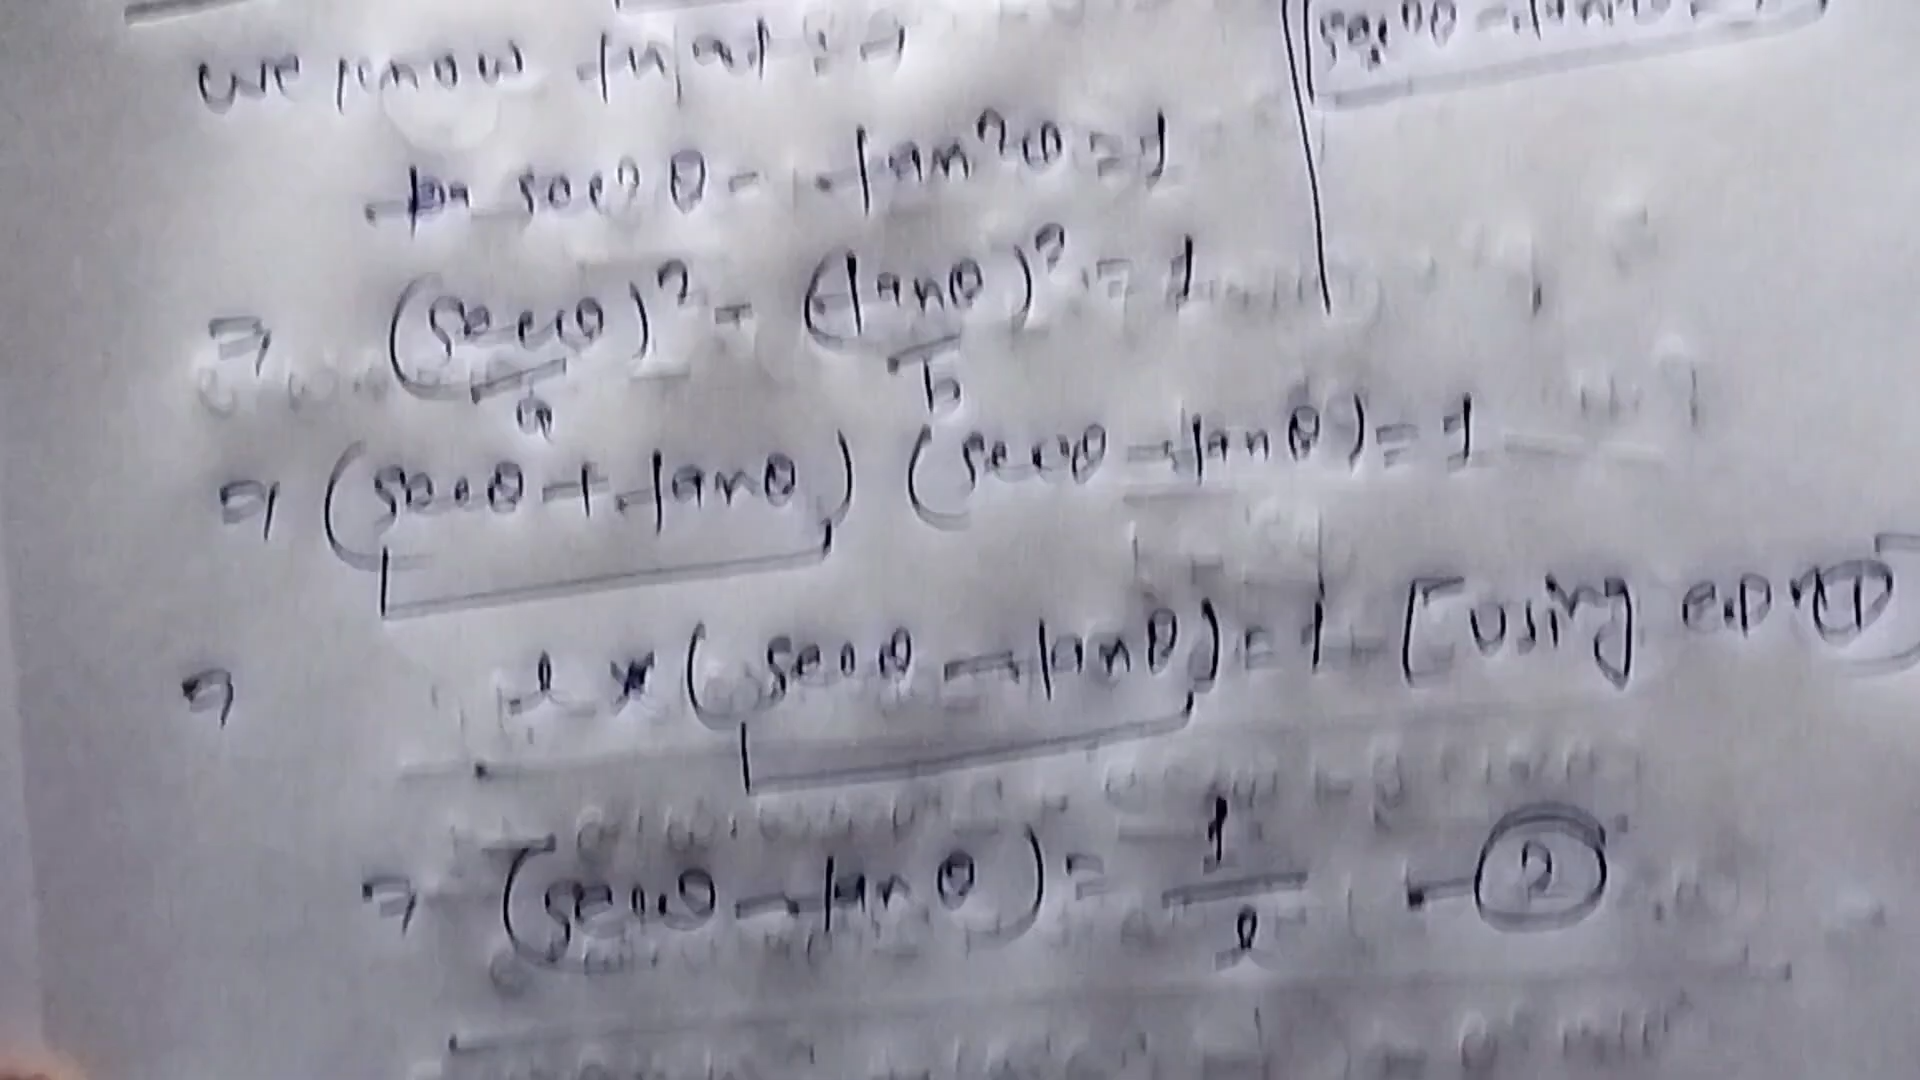 we know that :→
sec²θ - tan²θ = 1
⇒ (secθ)² - (tanθ)² = 1
a b
⇒ (secθ + tanθ) (secθ - tanθ) = 1
⇒ l × (secθ - tanθ) = 1 [using eqn ①]
⇒ (secθ - tanθ) = 1/l - ②